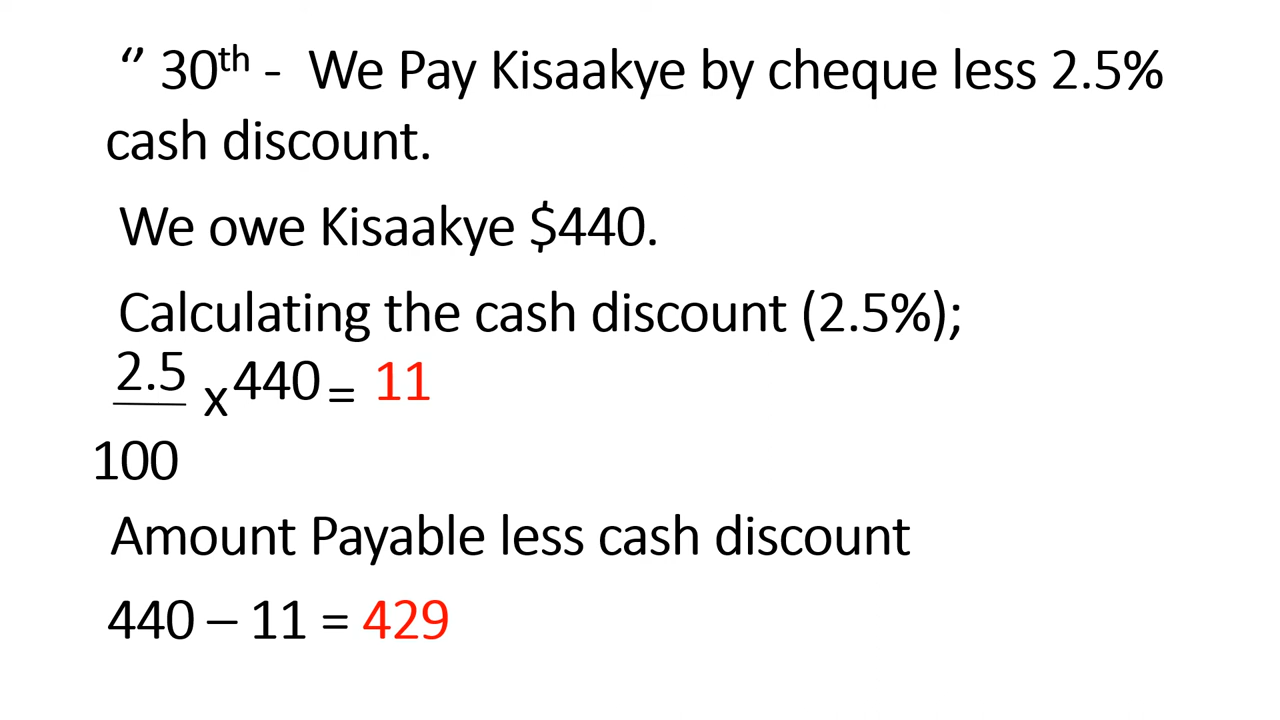 ‘’ 30th - We Pay Kisaakye by cheque less 2.5%
cash discount.
We owe Kisaakye $440.
Calculating the cash discount (2.5%);
2.5
x 440 = 11
100
Amount Payable less cash discount
440 – 11 = 429